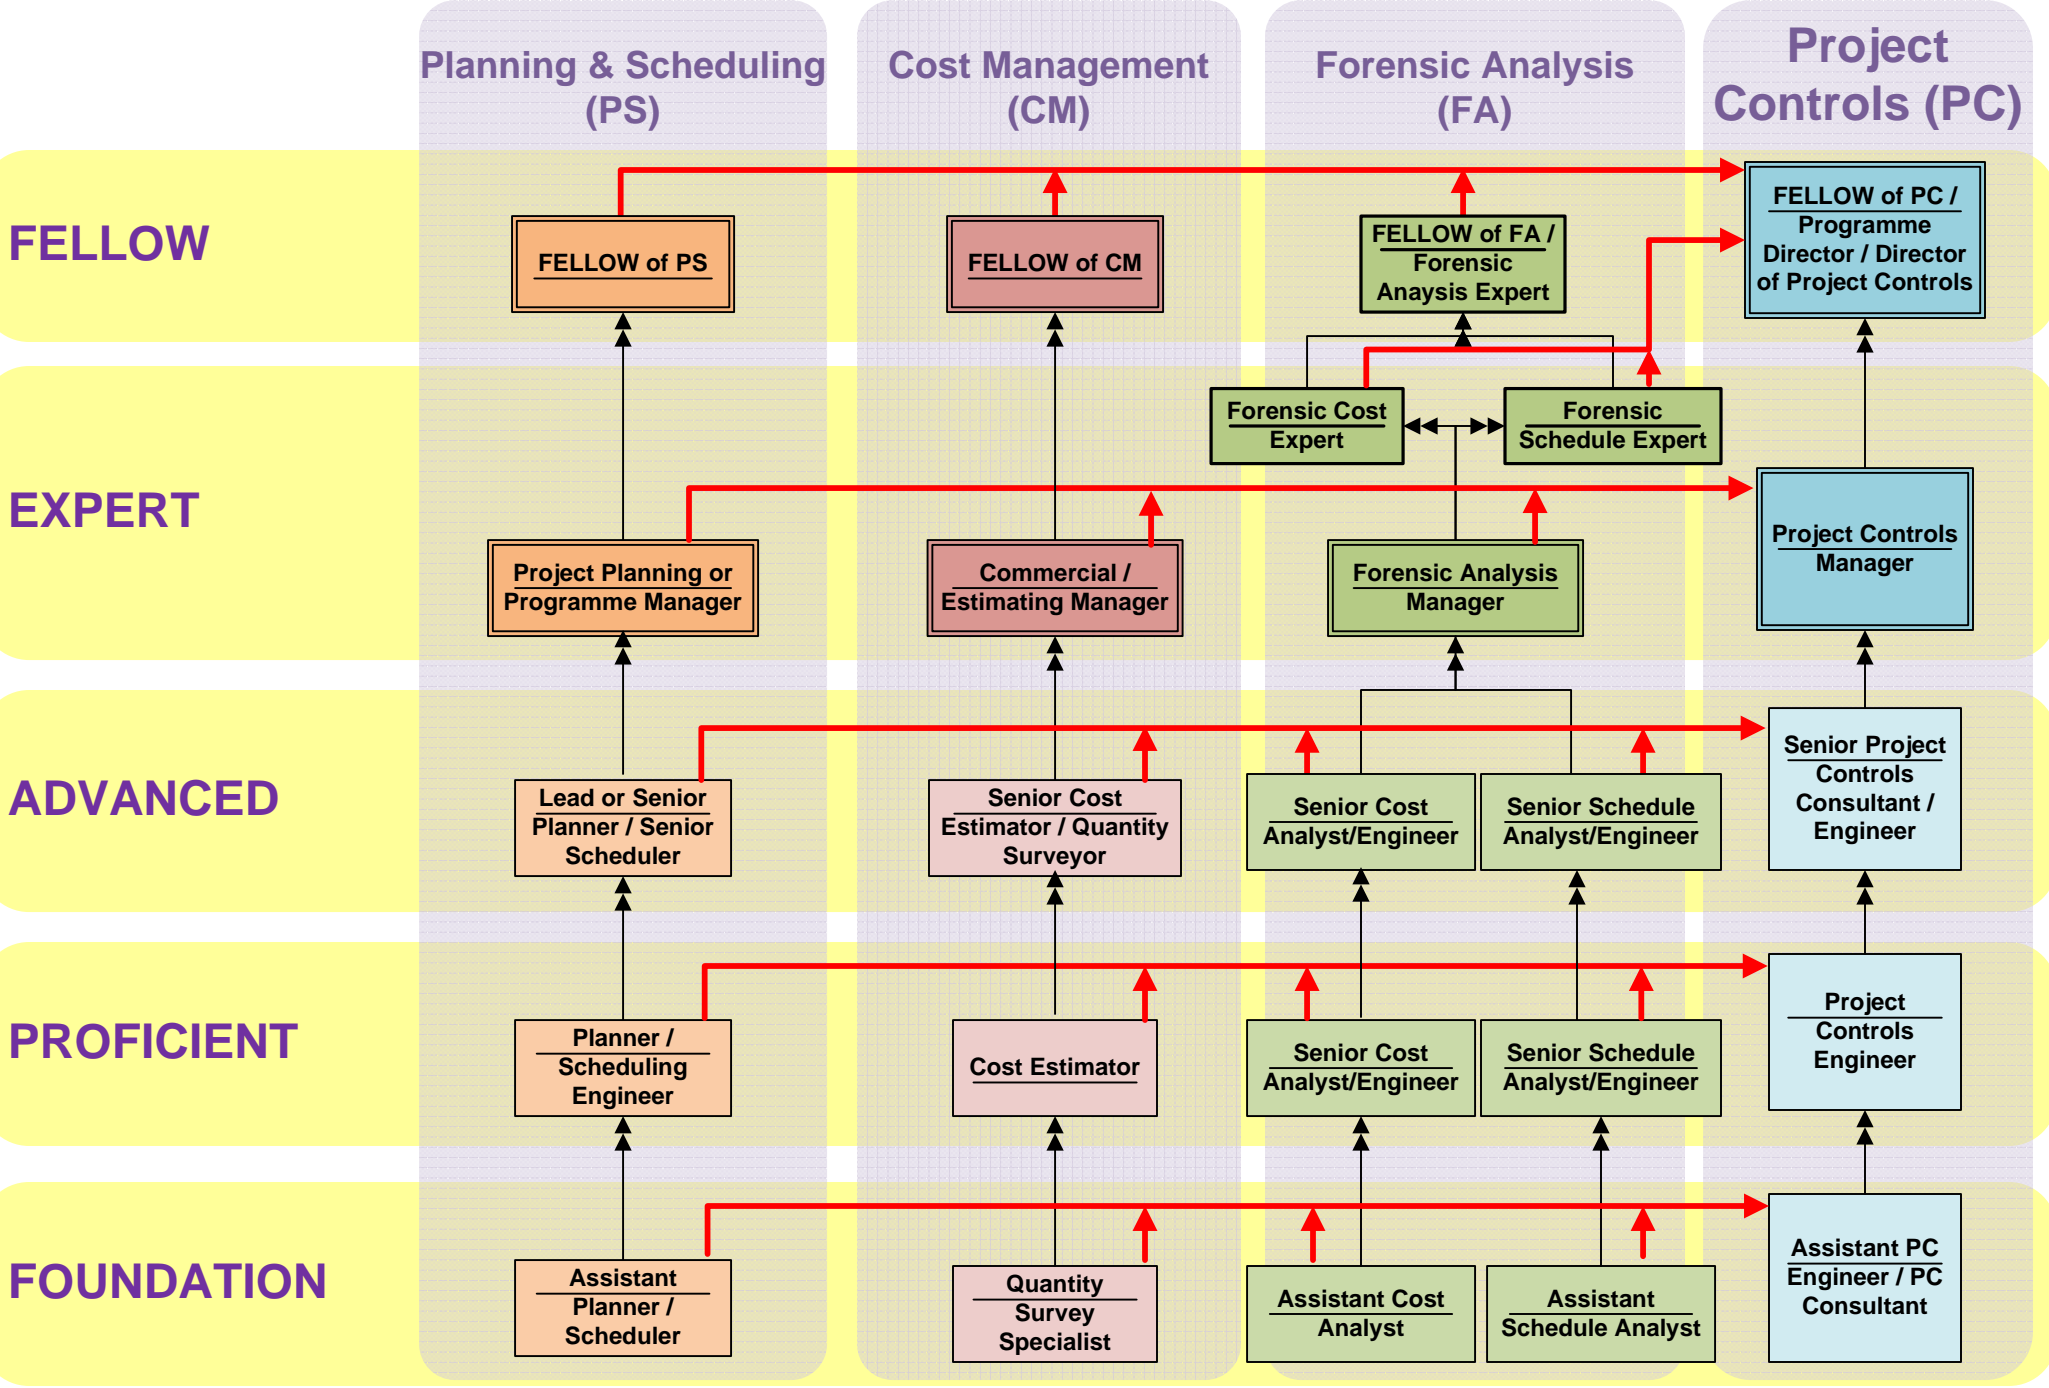 Planning & Scheduling
(PS)
Cost Management
(CM)
Forensic Analysis
(FA)
Project
Controls (PC)
FELLOW
FELLOW of PS
FELLOW of CM
FELLOW of FA /
Forensic
Anaysis Expert
FELLOW of PC /
Programme
Director / Director
of Project Controls
EXPERT
Forensic Cost
Expert
Forensic
Schedule Expert
Project Planning or
Programme Manager
Commercial /
Estimating Manager
Forensic Analysis
Manager
Project Controls
Manager
ADVANCED
Lead or Senior
Planner / Senior
Scheduler
Senior Cost
Estimator / Quantity
Surveyor
Senior Cost
Analyst/Engineer
Senior Schedule
Analyst/Engineer
Senior Project
Controls
Consultant /
Engineer
PROFICIENT
Planner /
Scheduling
Engineer
Cost Estimator
Senior Cost
Analyst/Engineer
Senior Schedule
Analyst/Engineer
Project
Controls
Engineer
FOUNDATION
Assistant
Planner /
Scheduler
Quantity
Survey
Specialist
Assistant Cost
Analyst
Assistant
Schedule Analyst
Assistant PC
Engineer / PC
Consultant